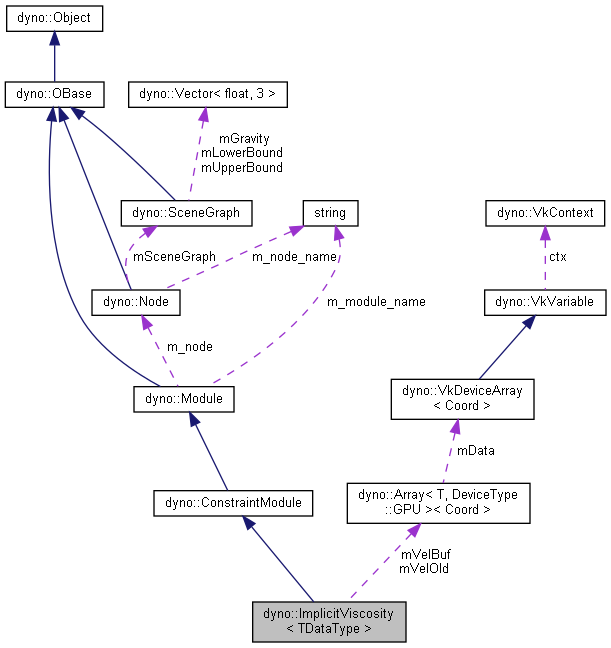 dyno::Object
dyno::OBase
dyno::Vector< float, 3 >
mGravity
mLowerBound
mUpperBound
dyno::SceneGraph
string
dyno::VkContext
mSceneGraph
m_node_name
ctx
dyno::Node
m_module_name
dyno::VkVariable
m_node
dyno::Module
dyno::VkDeviceArray
< Coord >
mData
dyno::ConstraintModule
dyno::Array< T, DeviceType
::GPU >< Coord >
mVelBuf
mVelOld
dyno::ImplicitViscosity
< TDataType >